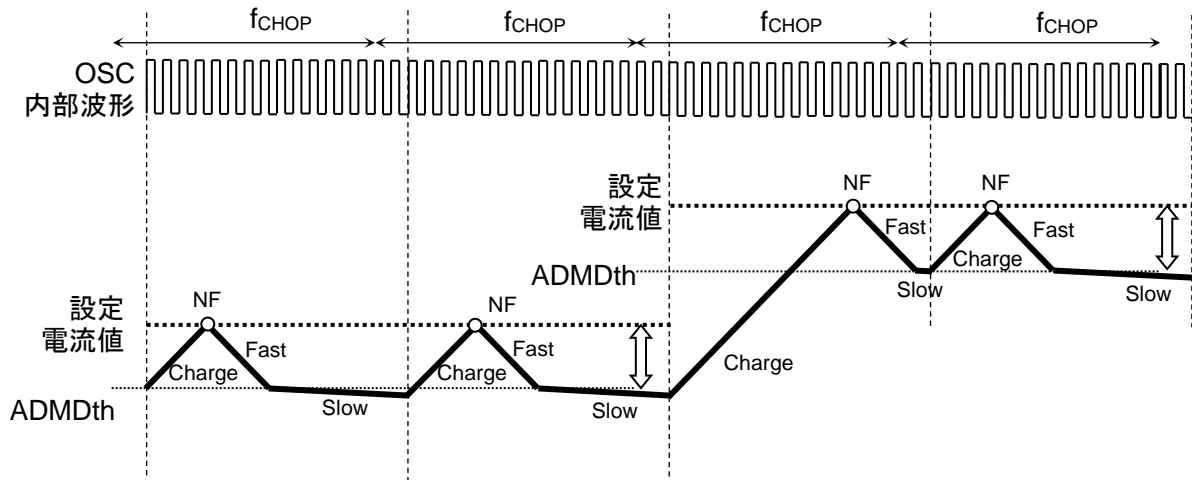 fCHOP
fCHOP
fCHOP
fCHOP
OSC
内部波形
設定
電流値
NF
NF
Fast
Fast
ADMDth
Charge
Slow
Slow
設定
電流値
NF
NF
Fast
Fast
Charge
Charge
Charge
ADMDth
Slow
Slow